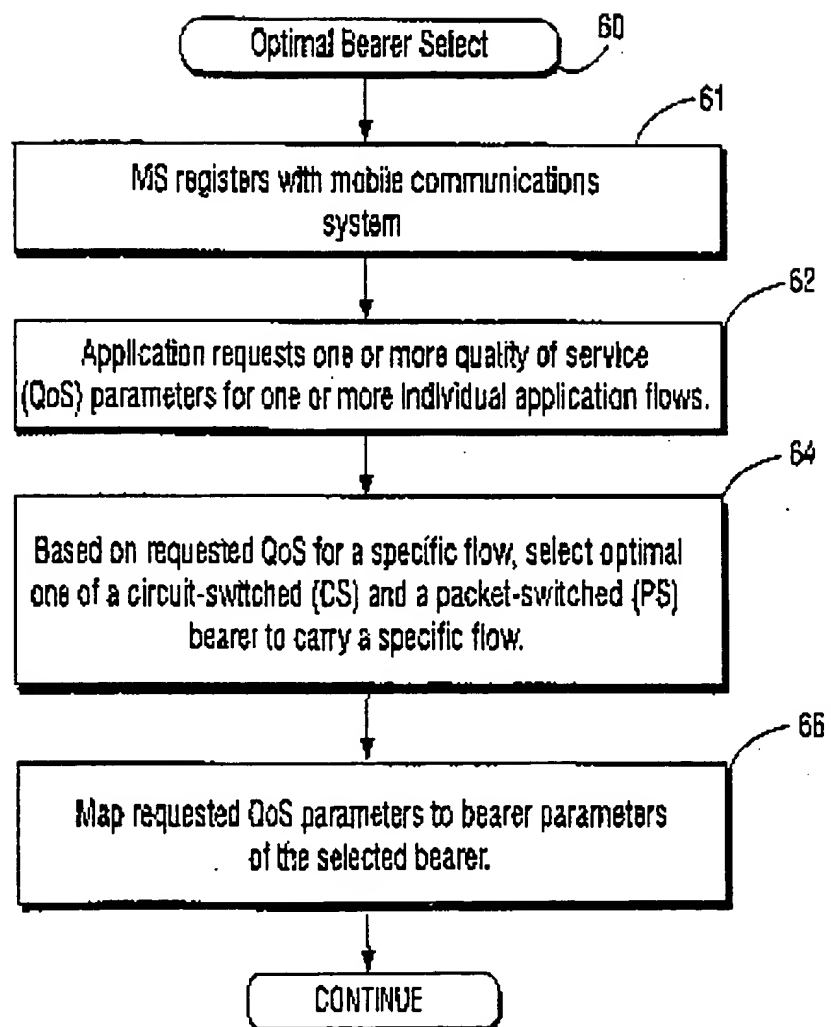 Optimal Bearer Select
60
61
MS registers with mobile communications
system
62
Application requests one or more quality of service
(QoS) parameters for one or more individual application flows.
64
Based on requested QoS for a specific flow, select optimal
one of a circuit-switched (CS) and a packet-switched (PS)
bearer to carry a specific flow.
66
Map requested QoS parameters to bearer parameters
of the selected bearer.
CONTINUE